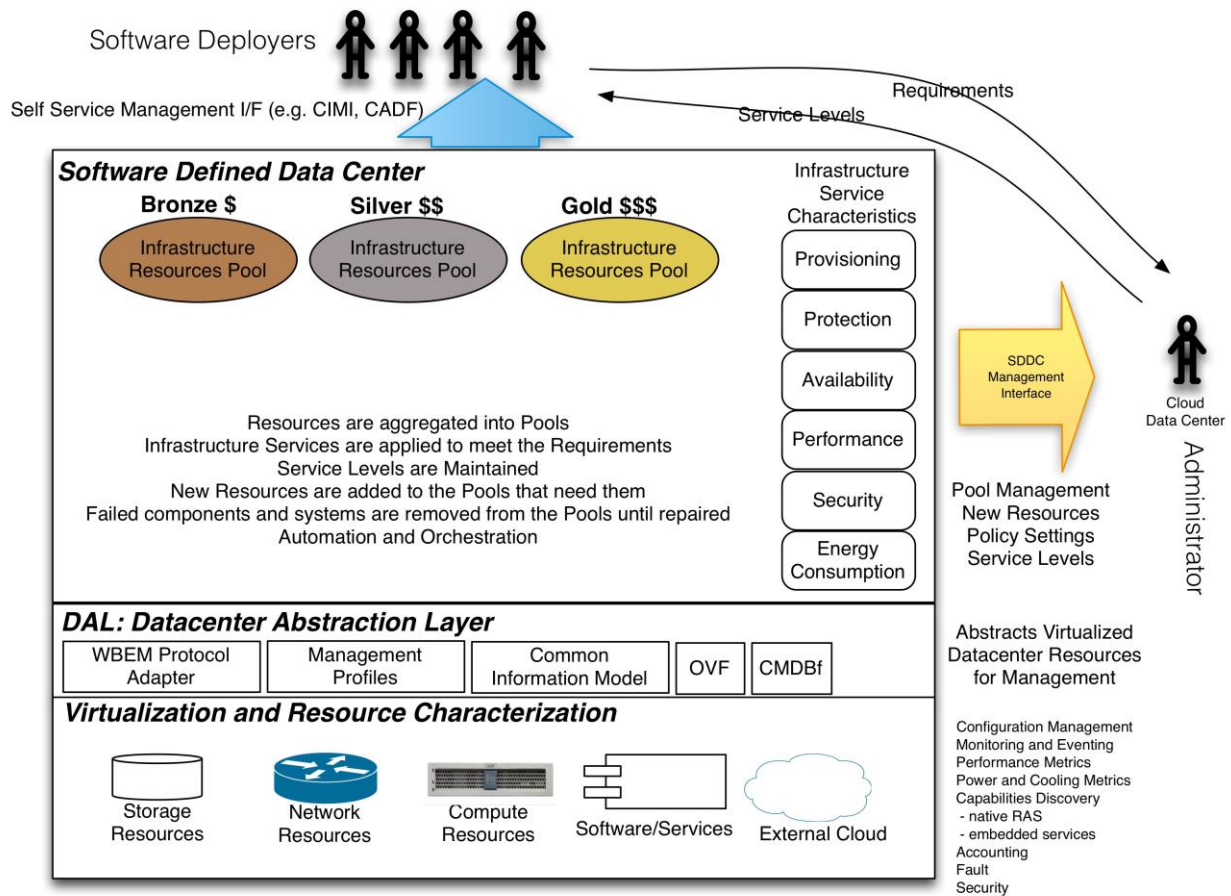 Software Deployers
Self Service Management I/F (e.g. CIMI, CADF)
Requirements
Service Levels
Software Defined Data Center
Bronze $
Infrastructure
Resources Pool
Silver $$
Infrastructure
Resources Pool
Gold $$$
Infrastructure
Resources Pool
Resources are aggregated into Pools
Infrastructure Services are applied to meet the Requirements
Service Levels are Maintained
New Resources are added to the Pools that need them
Failed components and systems are removed from the Pools until repaired
Automation and Orchestration
Infrastructure
Service
Characteristics
Provisioning
Protection
Availability
Performance
Security
Energy
Consumption
SDDC
Management
Interface
Cloud
Data Center
Administrator
Pool Management
New Resources
Policy Settings
Service Levels
DAL: Datacenter Abstraction Layer
WBEM Protocol
Adapter
Management
Profiles
Common
Information Model
OVF
CMDBf
Abstracts Virtualized
Datacenter Resources
for Management
Virtualization and Resource Characterization
Storage
Resources
Network
Resources
Compute
Resources
Software/Services
External Cloud
Configuration Management
Monitoring and Eventing
Performance Metrics
Power and Cooling Metrics
Capabilities Discovery
- native RAS
- embedded services
Accounting
Fault
Security